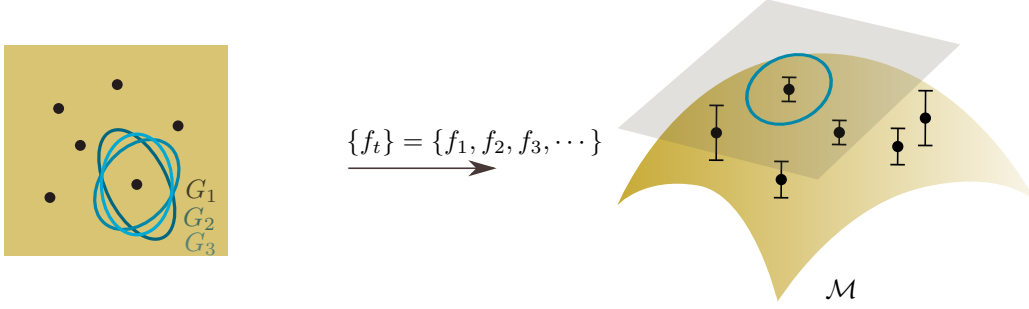 G₁
G₂
G₃
{fₜ} = {f₁, f₂, f₃, ⋯}
ℳ